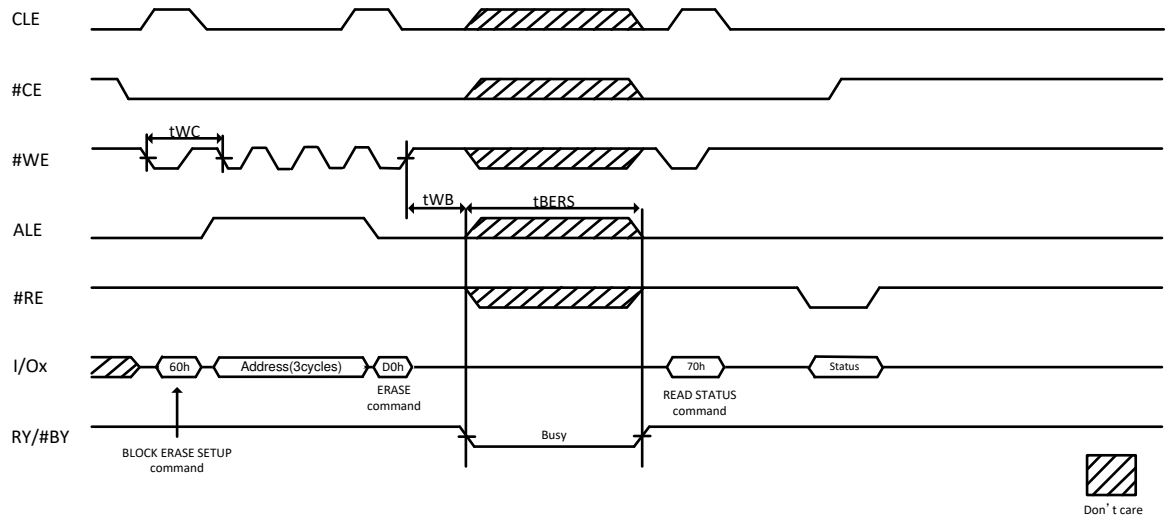 CLE
#CE
tWC
#WE
tWB
tBERS
ALE
#RE
I/Ox
60h
Address(3cycles)
D0h
70h
Status
ERASE
command
READ STATUS
command
RY/#BY
Busy
BLOCK ERASE SETUP
command
Don’t care